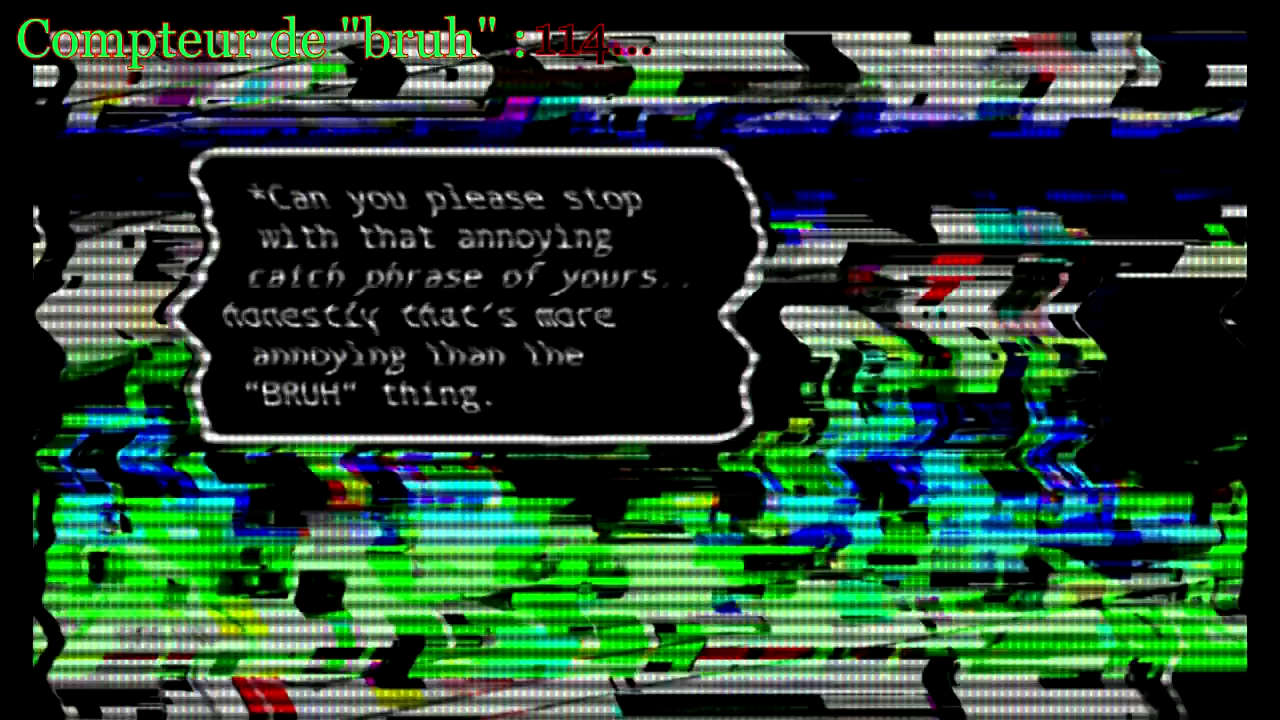 Compteur de "bruh" : 114...
*Can you please stop
with that annoying
catch phrase of yours..
honestly that's more
annoying than the
"BRUH" thing.